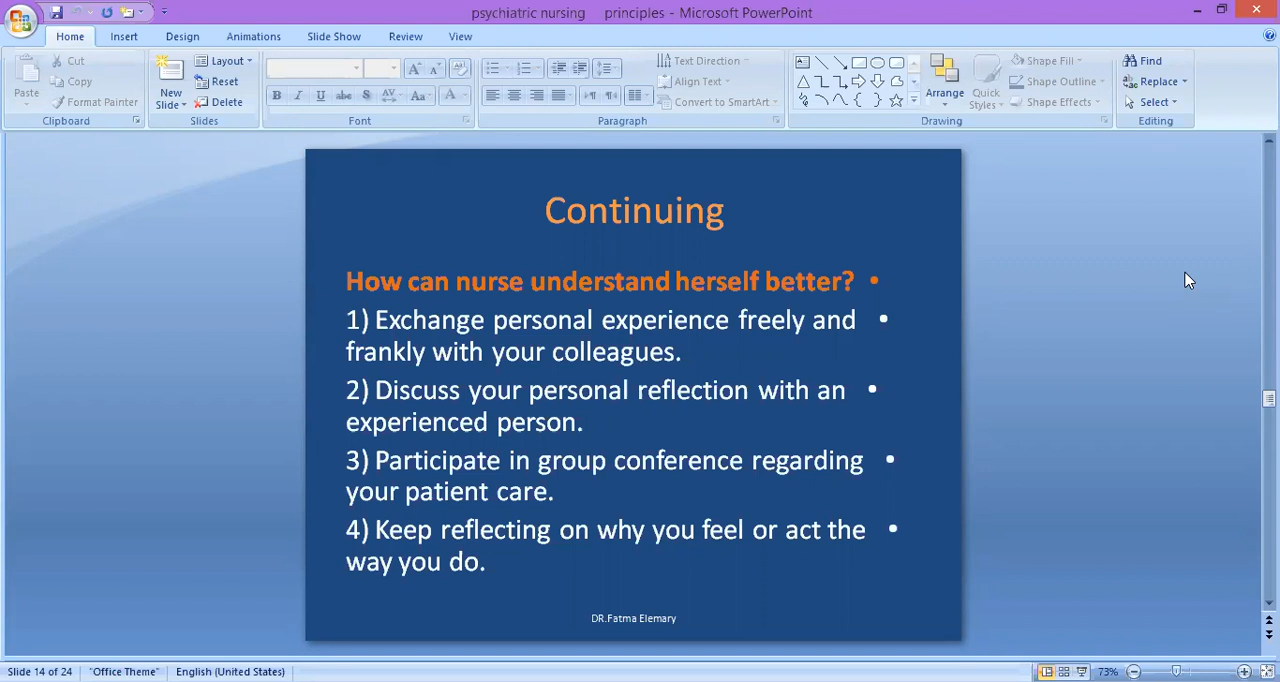 psychiatric nursing principles - Microsoft PowerPoint
Home Insert Design Animations Slide Show Review View
Paste
Cut
Copy
Format Painter
Clipboard
New Slide
Layout
Reset
Delete
Slides
B I U abc S AV Aa A
Font
Text Direction
Align Text
Convert to SmartArt
Paragraph
Arrange
Quick Styles
Shape Fill
Shape Outline
Shape Effects
Drawing
Find
Replace
Select
Editing
Continuing
How can nurse understand herself better? •
1) Exchange personal experience freely and •
frankly with your colleagues.
2) Discuss your personal reflection with an •
experienced person.
3) Participate in group conference regarding •
your patient care.
4) Keep reflecting on why you feel or act the •
way you do.
DR.Fatma Elemary
Slide 14 of 24 "Office Theme" English (United States) 73%